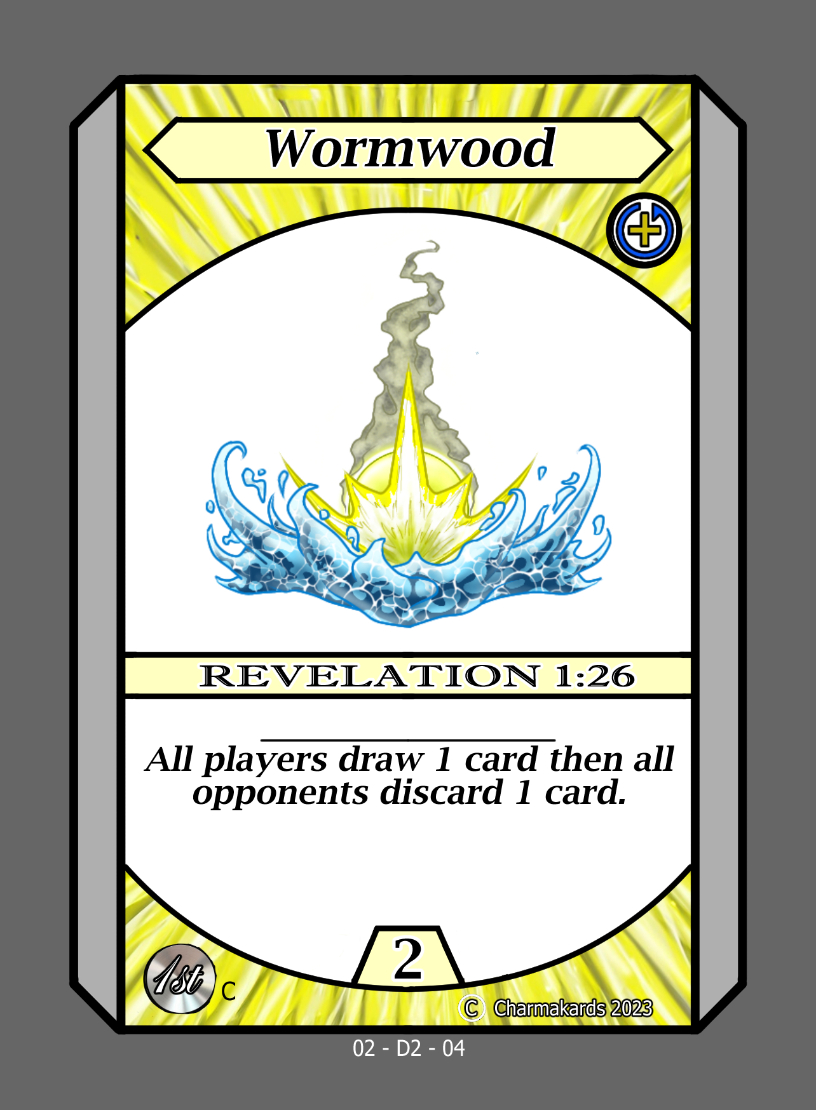 Wormwood
REVELATION 1:26
All players draw 1 card then all
opponents discard 1 card.
2
1st C
© Charmakards 2023
02 - D2 - 04